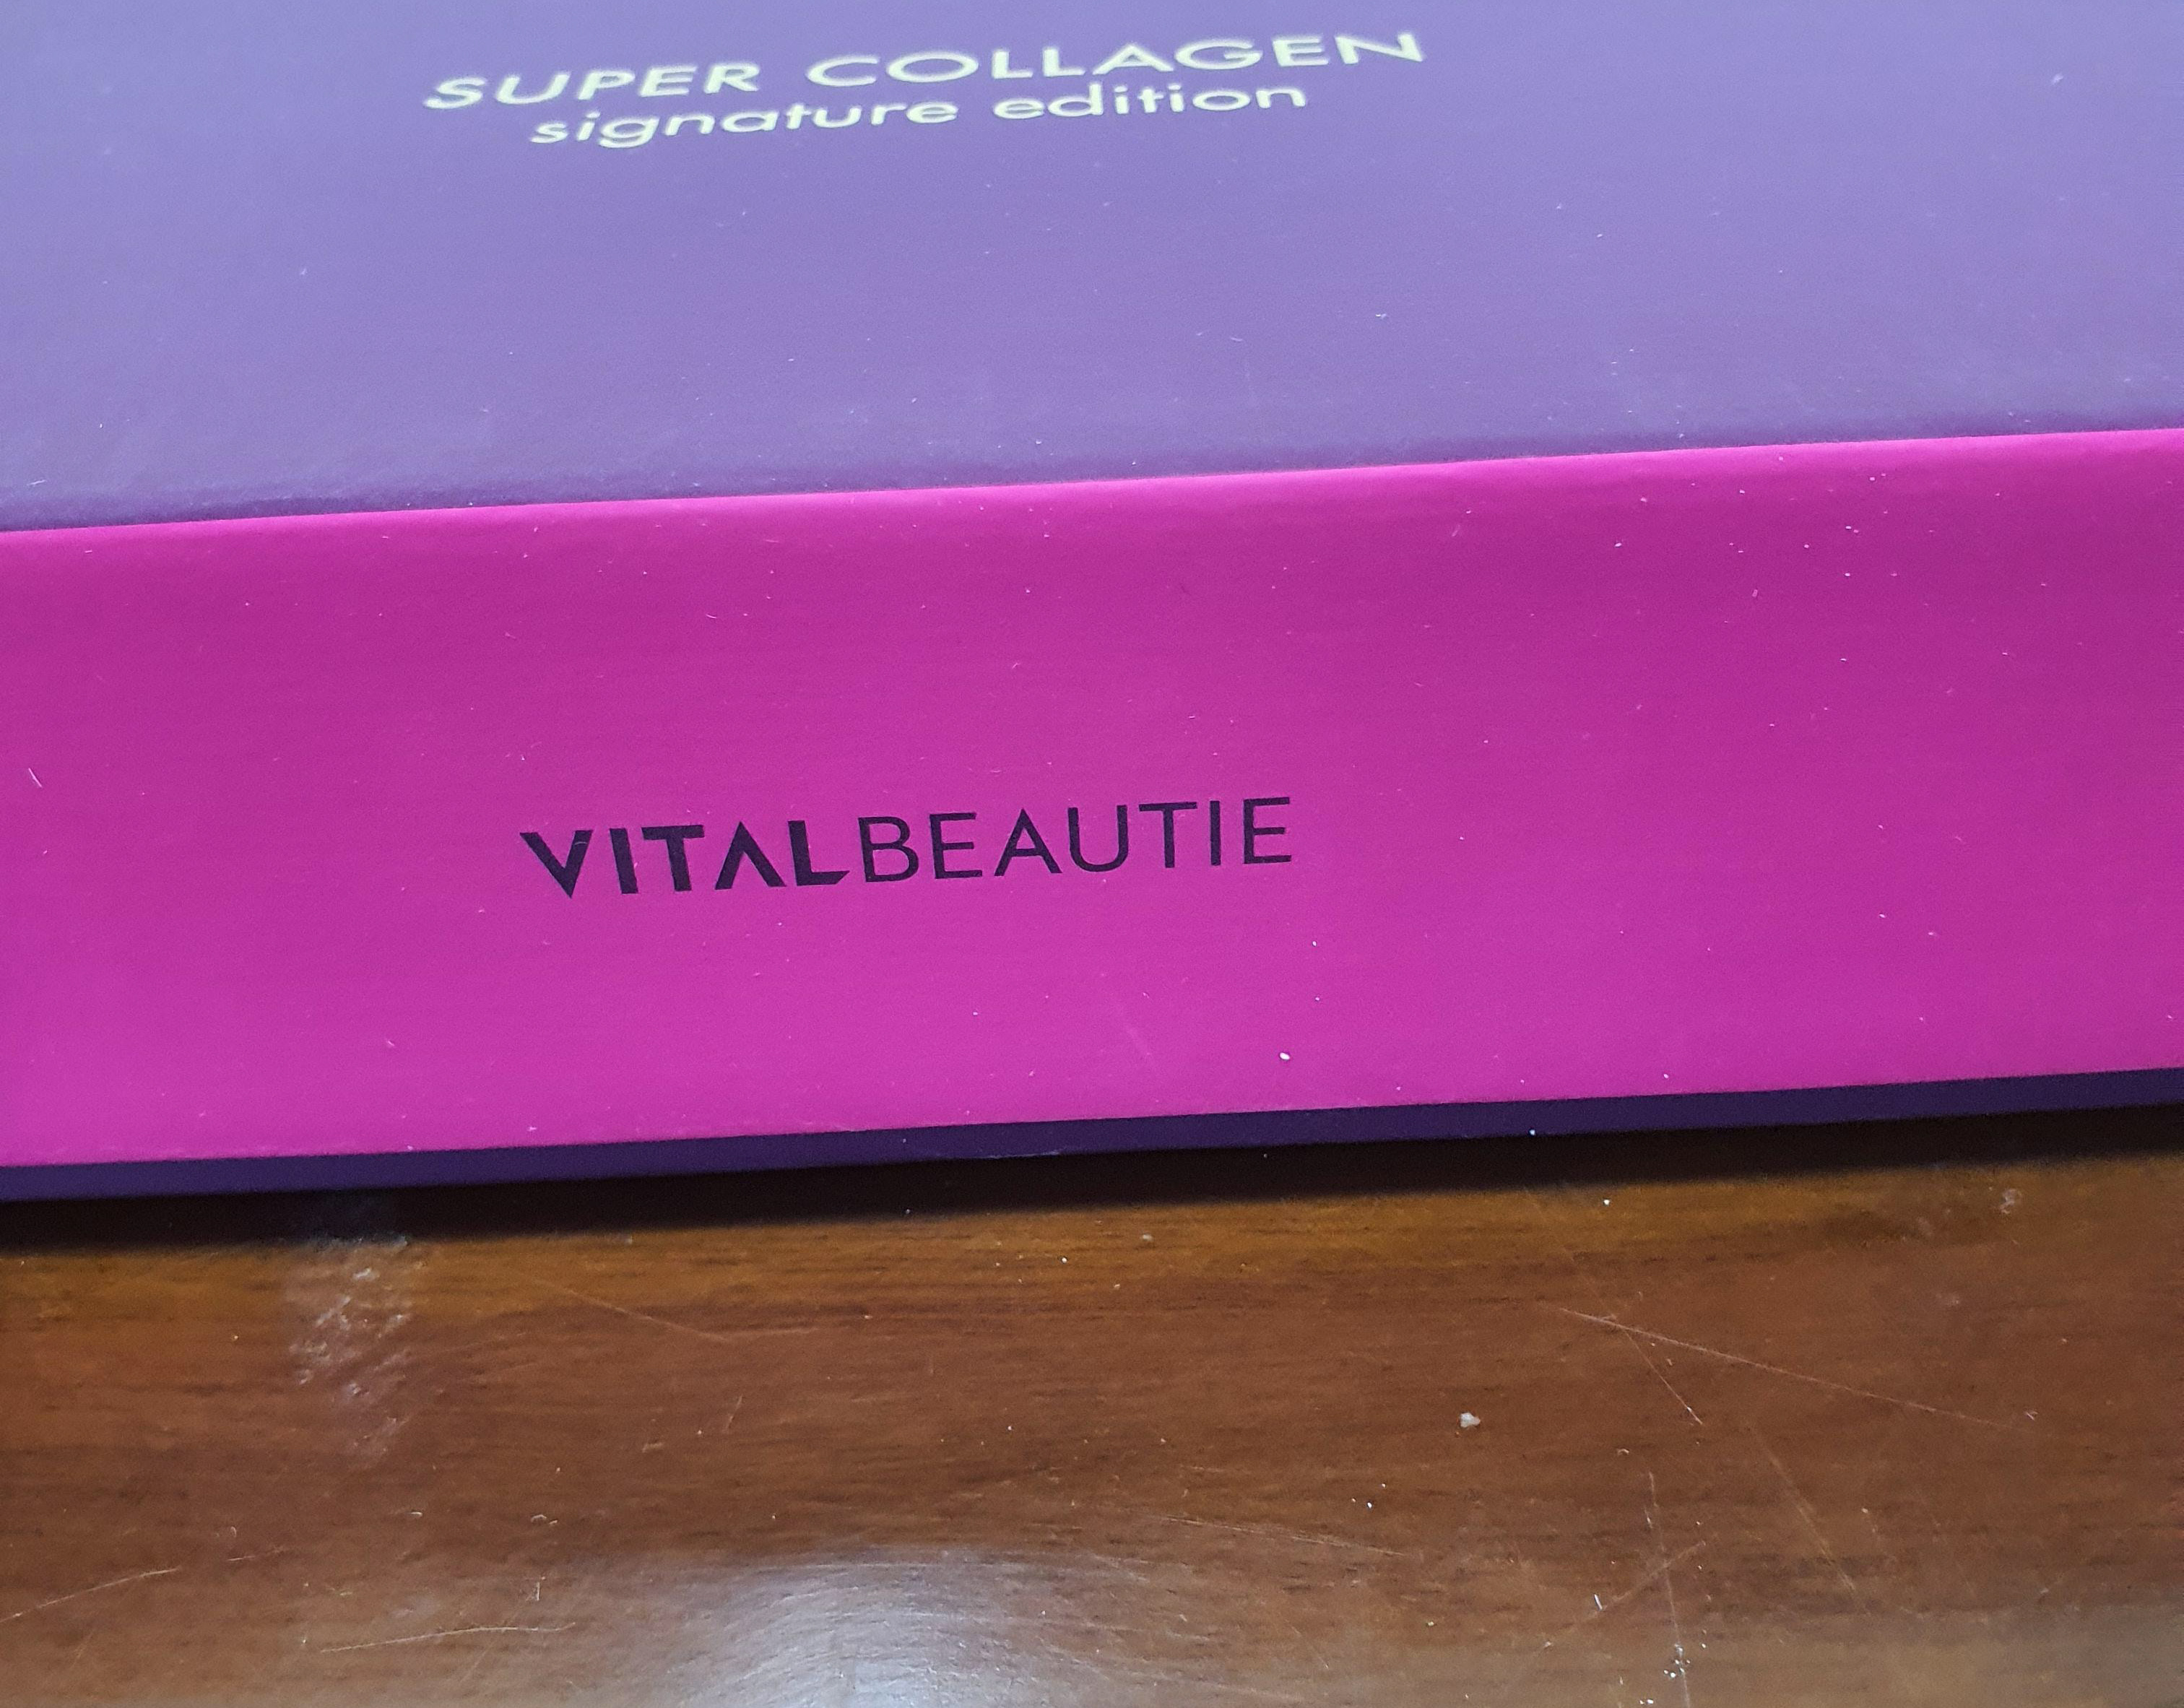 SUPER COLLAGEN
signature edition
VITALBEAUTIE